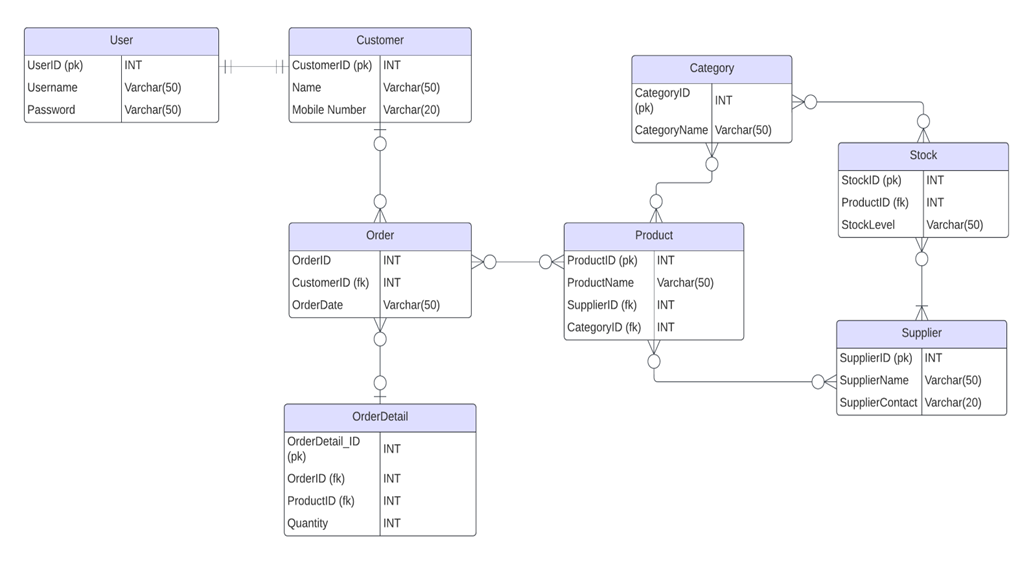 User
UserID (pk) INT
Username Varchar(50)
Password Varchar(50)
Customer
CustomerID (pk) INT
Name Varchar(50)
Mobile Number Varchar(20)
Category
CategoryID
(pk) INT
CategoryName Varchar(50)
Stock
StockID (pk) INT
ProductID (fk) INT
StockLevel Varchar(50)
Order
OrderID INT
CustomerID (fk) INT
OrderDate Varchar(50)
Product
ProductID (pk) INT
ProductName Varchar(50)
SupplierID (fk) INT
CategoryID (fk) INT
Supplier
SupplierID (pk) INT
SupplierName Varchar(50)
SupplierContact Varchar(20)
OrderDetail
OrderDetail_ID
(pk) INT
OrderID (fk) INT
ProductID (fk) INT
Quantity INT